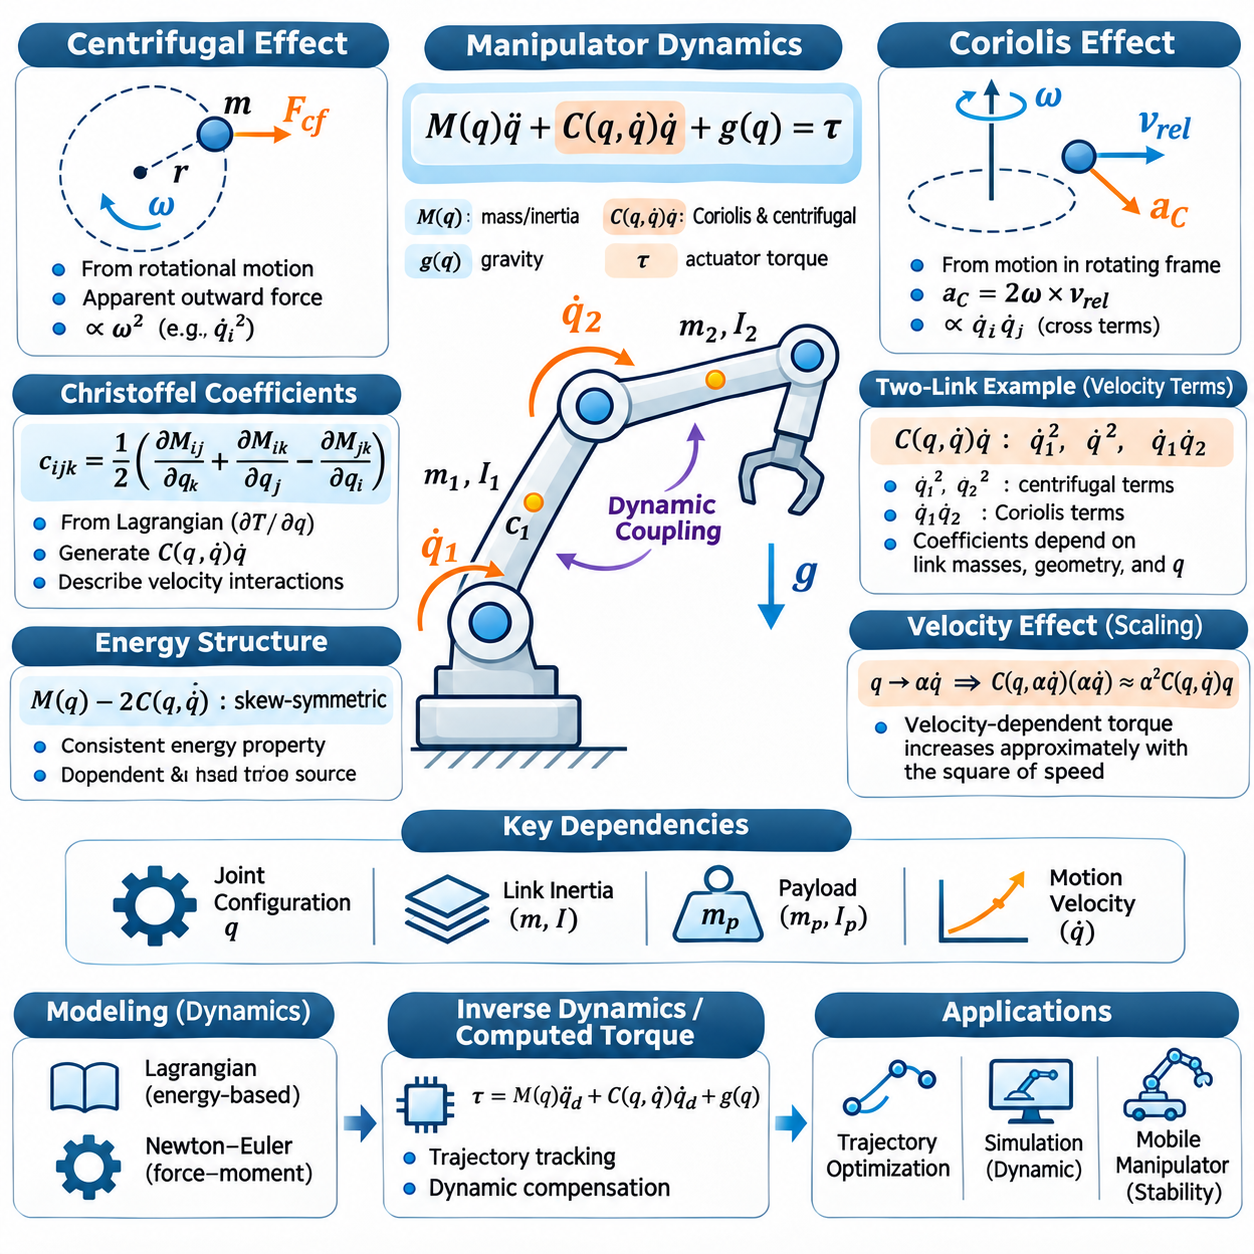 Centrifugal Effect
m
F_cf
r
ω
From rotational motion
Apparent outward force
∝ ω² (e.g., q̇_i²)
Manipulator Dynamics
M(q)q̈ + C(q,q̇)q̇ + g(q) = τ
M(q): mass/inertia
C(q,q̇)q̇: Coriolis & centrifugal
g(q) gravity
τ actuator torque
Coriolis Effect
ω
v_rel
a_C
From motion in rotating frame
a_C = 2ω × v_rel
∝ q̇_i q̇_j (cross terms)
Christoffel Coefficients
c_ijk = 1/2 ( ∂M_ij/∂q_k + ∂M_ik/∂q_j − ∂M_jk/∂q_i )
From Lagrangian (∂T/∂q)
Generate C(q,q̇)q̇
Describe velocity interactions
q̇₂
m₂, I₂
m₁, I₁
c₁
q̇₁
Dynamic
Coupling
g
Two-Link Example (Velocity Terms)
C(q,q̇)q̇ : q̇₁², q̇², q̇₁q̇₂
q̇₁², q̇₂² : centrifugal terms
q̇₁q̇₂ : Coriolis terms
Coefficients depend on
link masses, geometry, and q
Energy Structure
M(q) − 2C(q,q̇) : skew-symmetric
Consistent energy property
source
Velocity Effect (Scaling)
q → αq̇ ⇒ C(q,αq̇)(αq̇) ≈ α²C(q,q̇)q
Velocity-dependent torque
increases approximately with
the square of speed
Key Dependencies
Joint
Configuration
q
Link Inertia
(m, I)
m_p
Payload
(m_p, I_p)
Motion
Velocity
(q̇)
Modeling (Dynamics)
Lagrangian
(energy-based)
Newton–Euler
(force–moment)
Inverse Dynamics /
Computed Torque
τ = M(q)q̈_d + C(q,q̇)q̇_d + g(q)
Trajectory tracking
Dynamic compensation
Applications
Trajectory
Optimization
Simulation
(Dynamic)
Mobile
Manipulator
(Stability)